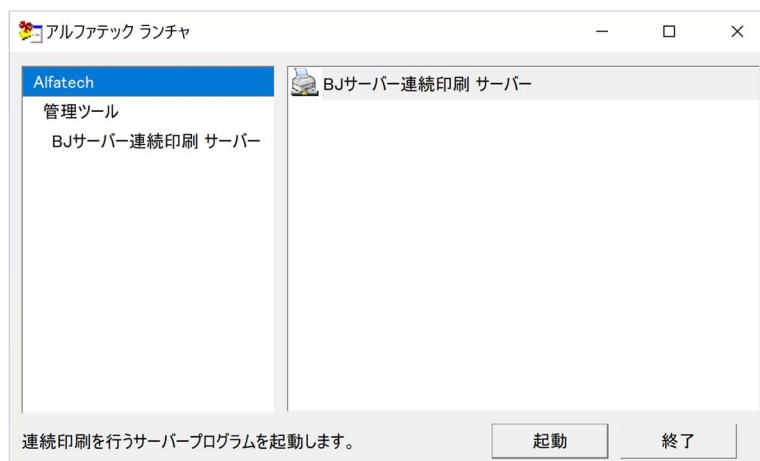 アルファテック ランチャ
Alfatech
管理ツール
BJサーバー連続印刷 サーバー
BJサーバー連続印刷 サーバー
連続印刷を行うサーバープログラムを起動します。
起動
終了